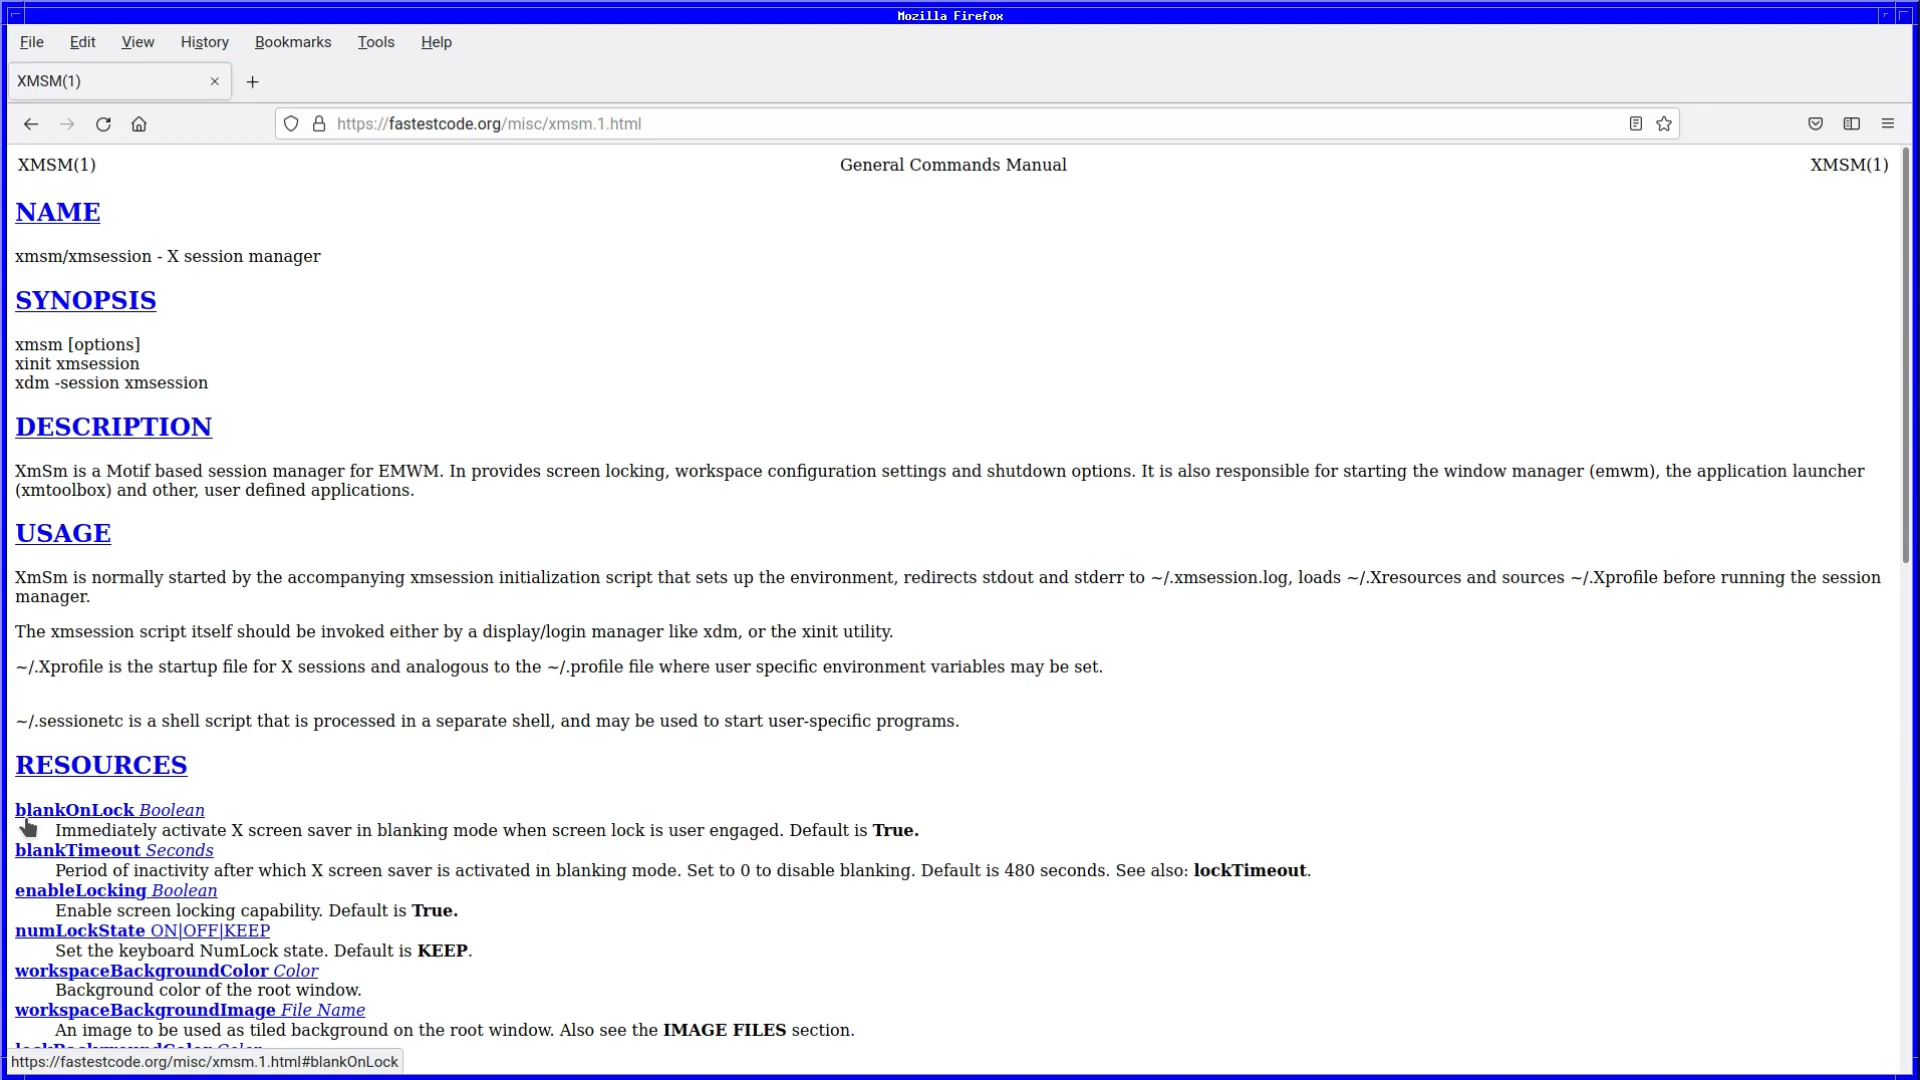 Mozilla Firefox
File Edit View History Bookmarks Tools Help
XMSM(1)
https://fastestcode.org/misc/xmsm.1.html
XMSM(1) General Commands Manual XMSM(1)
NAME
xmsm/xmsession - X session manager
SYNOPSIS
xmsm [options]
xinit xmsession
xdm -session xmsession
DESCRIPTION
XmSm is a Motif based session manager for EMWM. In provides screen locking, workspace configuration settings and shutdown options. It is also responsible for starting the window manager (emwm), the application launcher
(xmtoolbox) and other, user defined applications.
USAGE
XmSm is normally started by the accompanying xmsession initialization script that sets up the environment, redirects stdout and stderr to ~/.xmsession.log, loads ~/.Xresources and sources ~/.Xprofile before running the session
manager.
The xmsession script itself should be invoked either by a display/login manager like xdm, or the xinit utility.
~/.Xprofile is the startup file for X sessions and analogous to the ~/.profile file where user specific environment variables may be set.
~/.sessionetc is a shell script that is processed in a separate shell, and may be used to start user-specific programs.
RESOURCES
blankOnLock Boolean
Immediately activate X screen saver in blanking mode when screen lock is user engaged. Default is True.
blankTimeout Seconds
Period of inactivity after which X screen saver is activated in blanking mode. Set to 0 to disable blanking. Default is 480 seconds. See also: lockTimeout.
enableLocking Boolean
Enable screen locking capability. Default is True.
numLockState ON|OFF|KEEP
Set the keyboard NumLock state. Default is KEEP.
workspaceBackgroundColor Color
Background color of the root window.
workspaceBackgroundImage File Name
An image to be used as tiled background on the root window. Also see the IMAGE FILES section.
https://fastestcode.org/misc/xmsm.1.html#blankOnLock